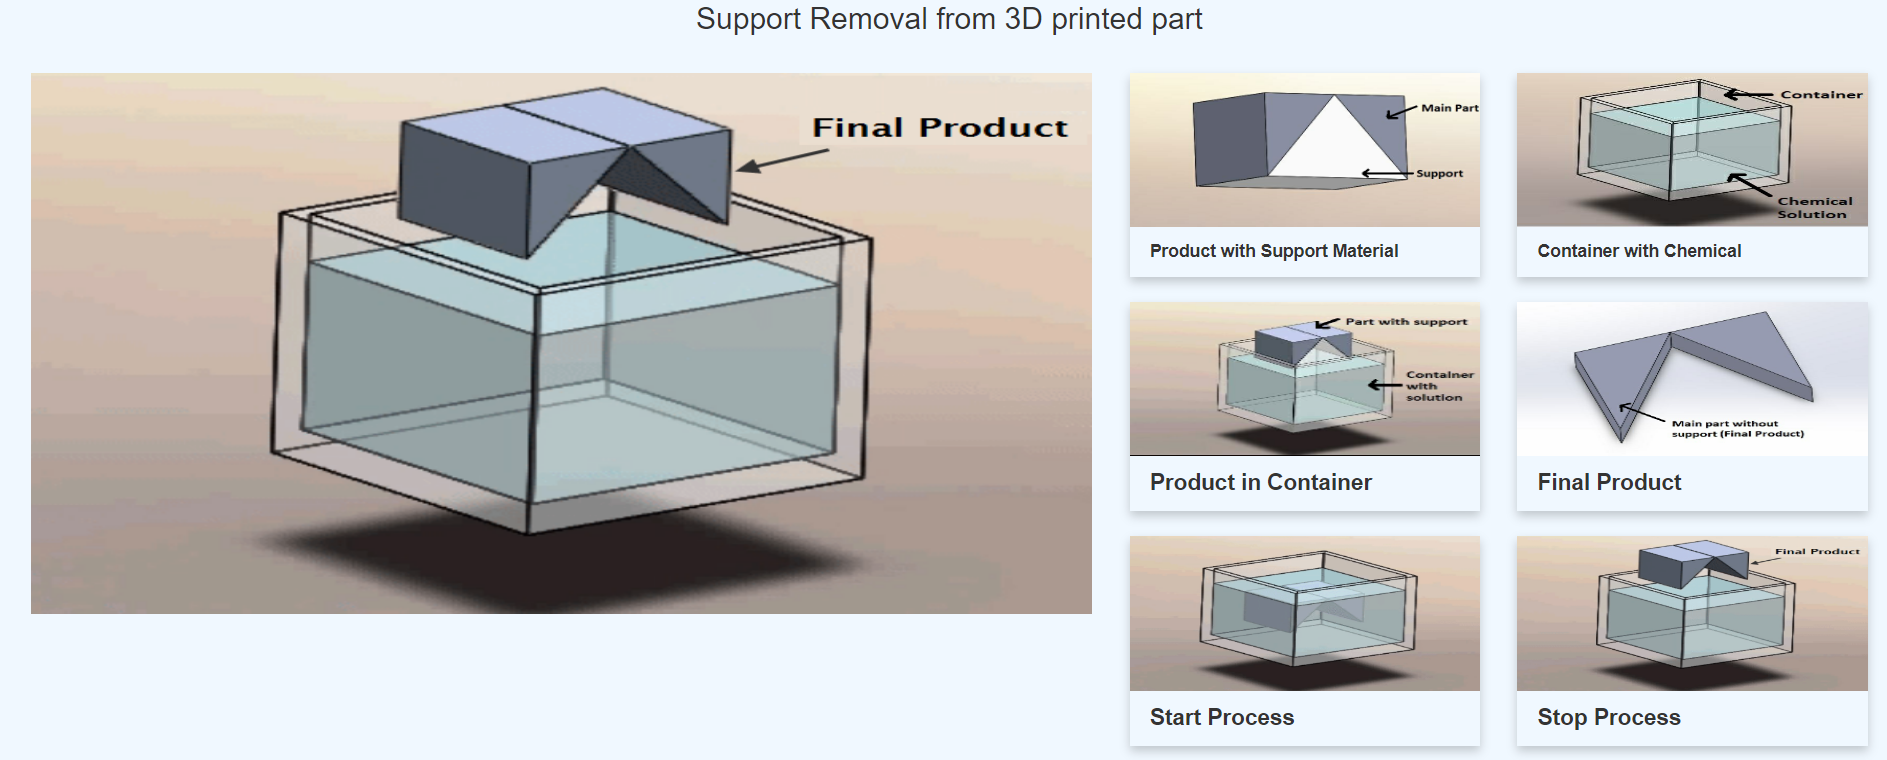 Support Removal from 3D printed part
Final Product
Main Part
Support
Product with Support Material
Container
Chemical
Solution
Container with Chemical
Part with support
Container
with
solution
Product in Container
Main part without
support (Final Product)
Final Product
Start Process
Final Product
Stop Process